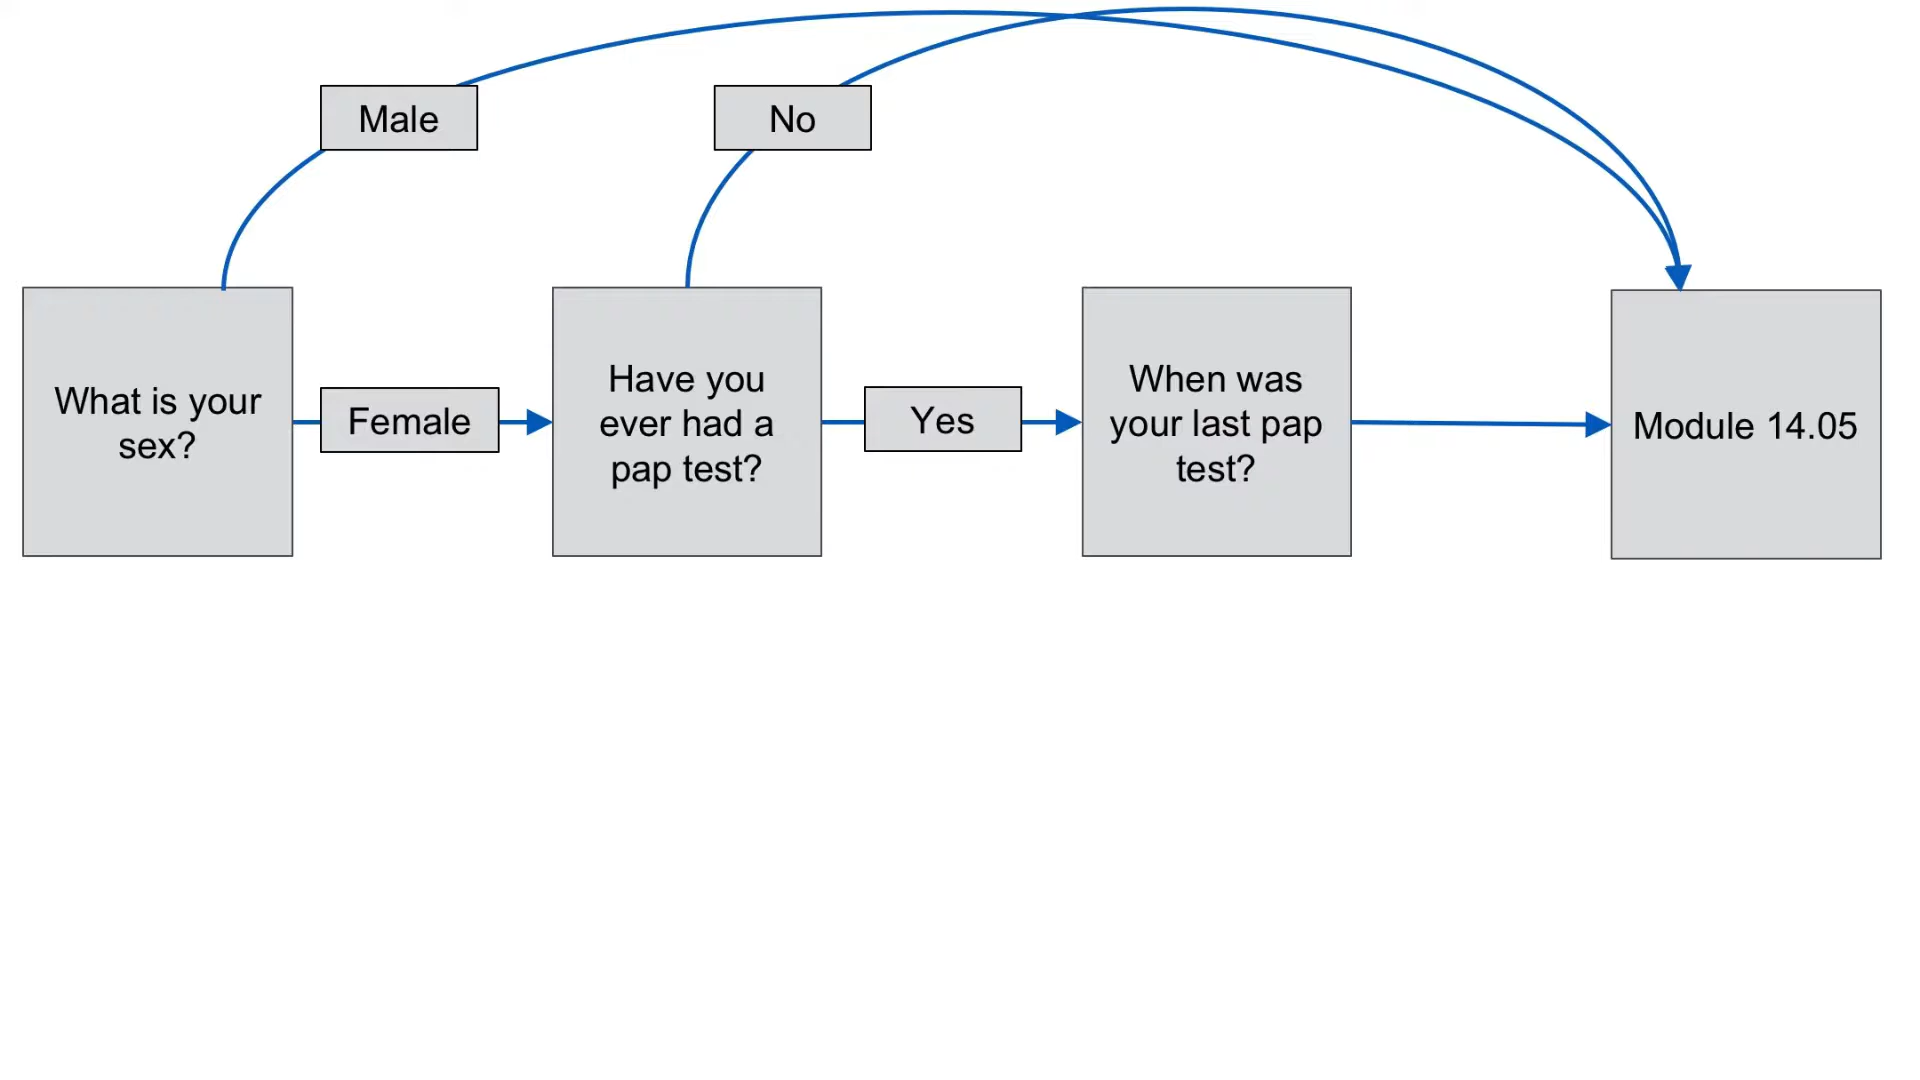 Male
No
What is your
sex?
Female
Have you
ever had a
pap test?
Yes
When was
your last pap
test?
Module 14.05